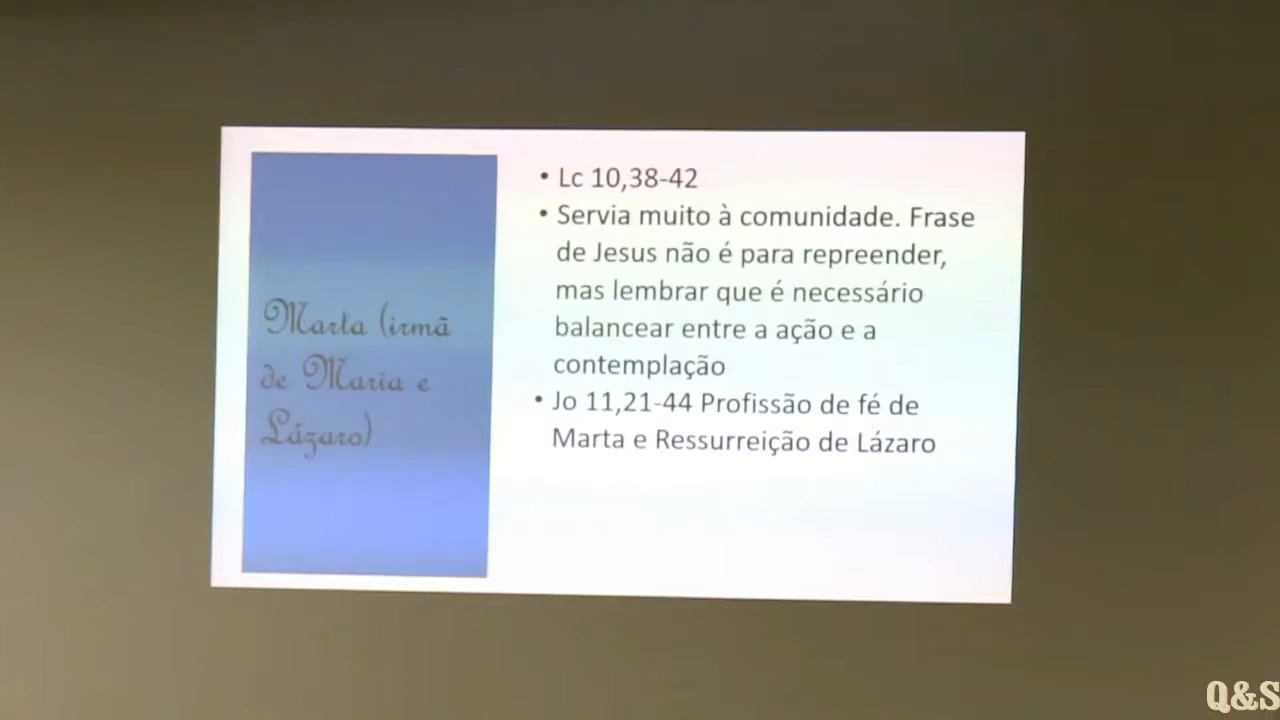 Marta (irmã
de Maria e
Lázaro)
• Lc 10,38-42
• Servia muito à comunidade. Frase
de Jesus não é para repreender,
mas lembrar que é necessário
balancear entre a ação e a
contemplação
• Jo 11,21-44 Profissão de fé de
Marta e Ressurreição de Lázaro
Q&S